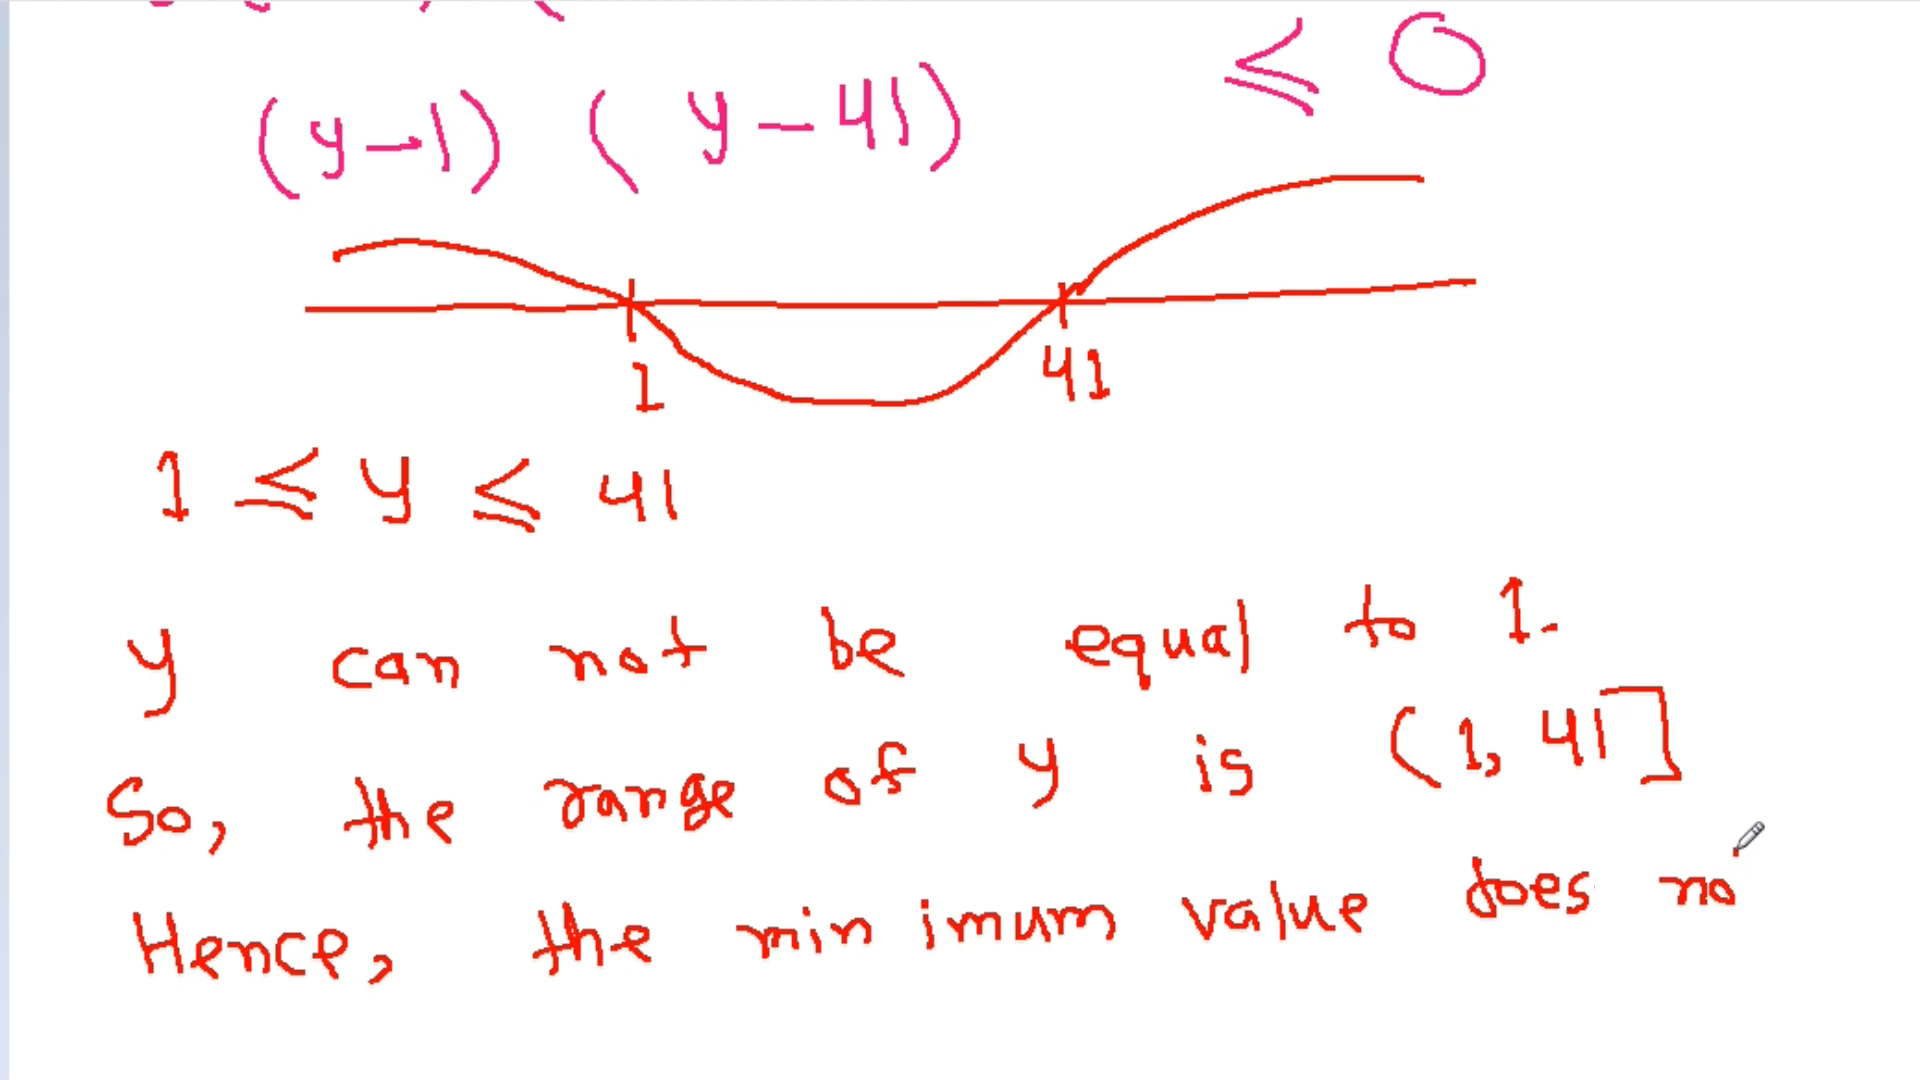 ≤ 0
(y-1) (y-41)
1 41
1 ≤ y ≤ 41
y can not be equal to 1.
So, the range of y is (1, 41]
Hence, the minimum value does no